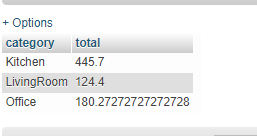 + Options
category total
Kitchen 445.7
LivingRoom 124.4
Office 180.27272727272728